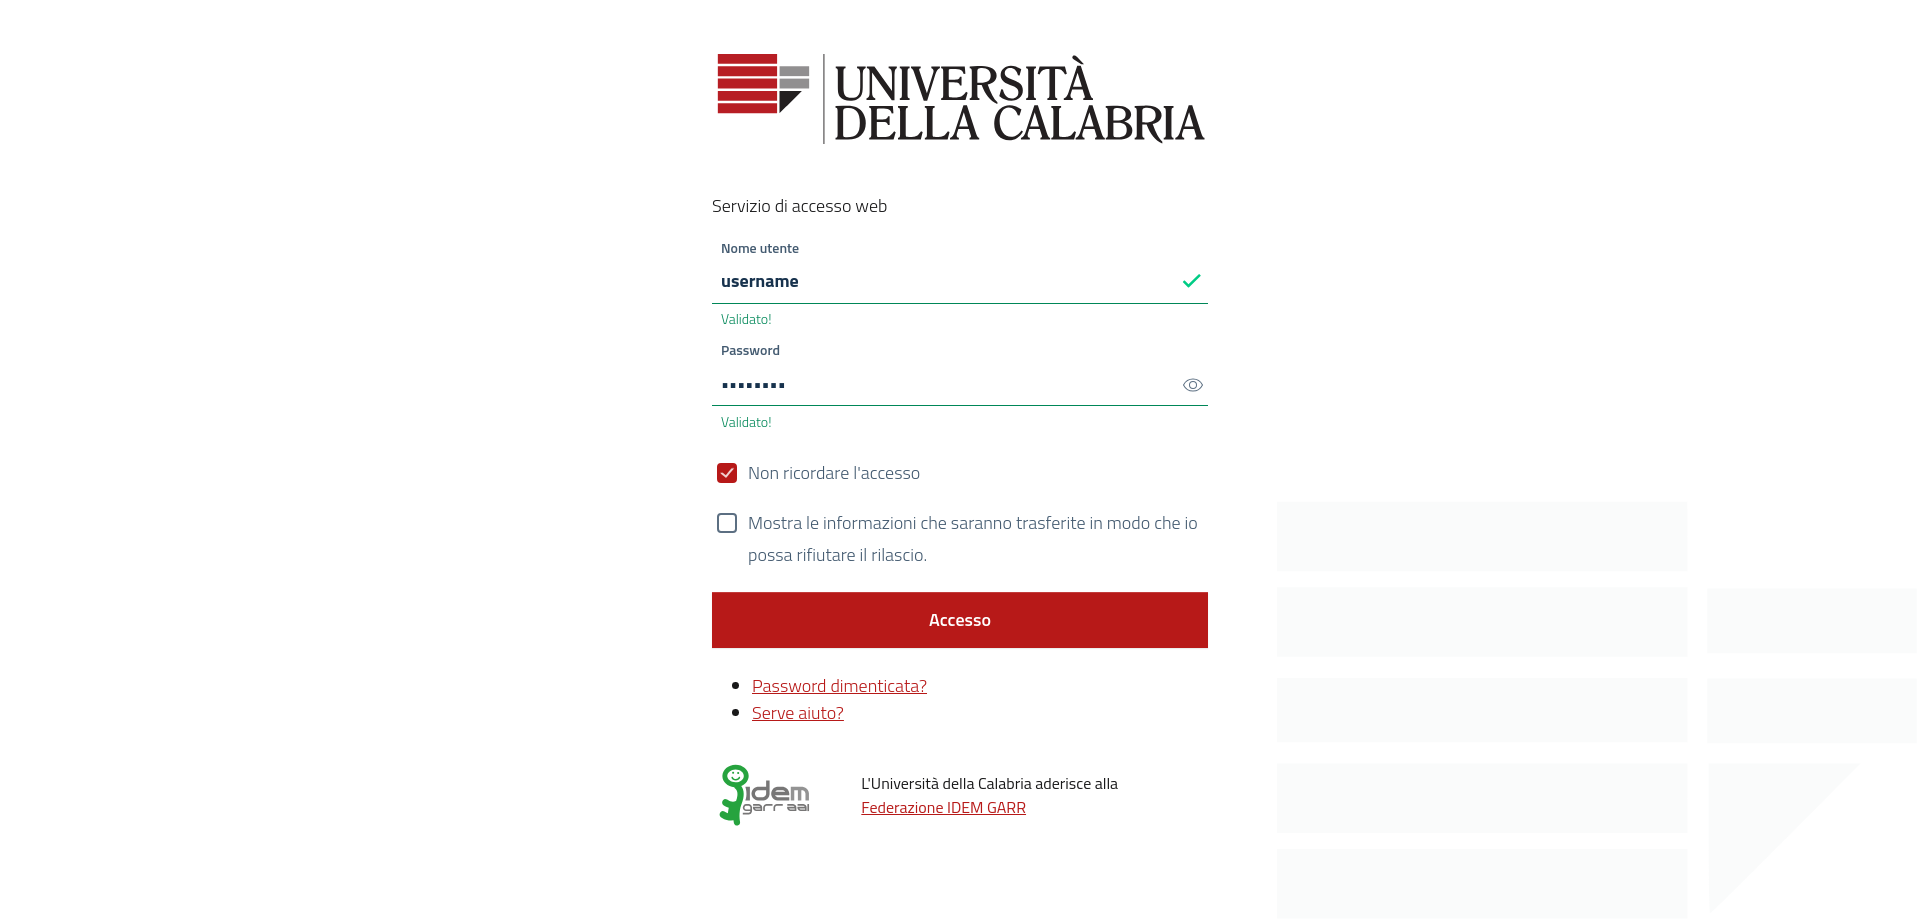 UNIVERSITÀ
DELLA CALABRIA
Servizio di accesso web
Nome utente
username
Validato!
Password
••••••••
Validato!
Non ricordare l'accesso
Mostra le informazioni che saranno trasferite in modo che io
possa rifiutare il rilascio.
Accesso
Password dimenticata?
Serve aiuto?
idem
garr aai
L'Università della Calabria aderisce alla
Federazione IDEM GARR